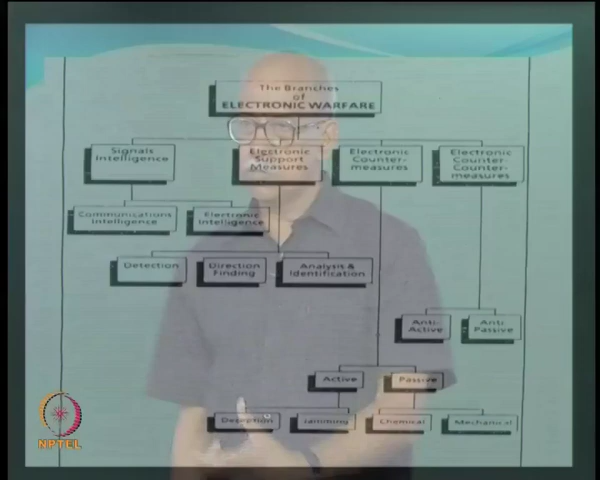 The Branches
of
ELECTRONIC WARFARE
Signals
Intelligence
Electronic
Support
Measures
Electronic
Counter-
measures
Electronic
Counter-
Counter-
measures
Communications
Intelligence
Electronic
Intelligence
Detection
Direction
Finding
Analysis &
Identification
Anti-
Active
Anti
Passive
Active
Passive
Deception
Jamming
Chemical
Mechanical
NPTEL